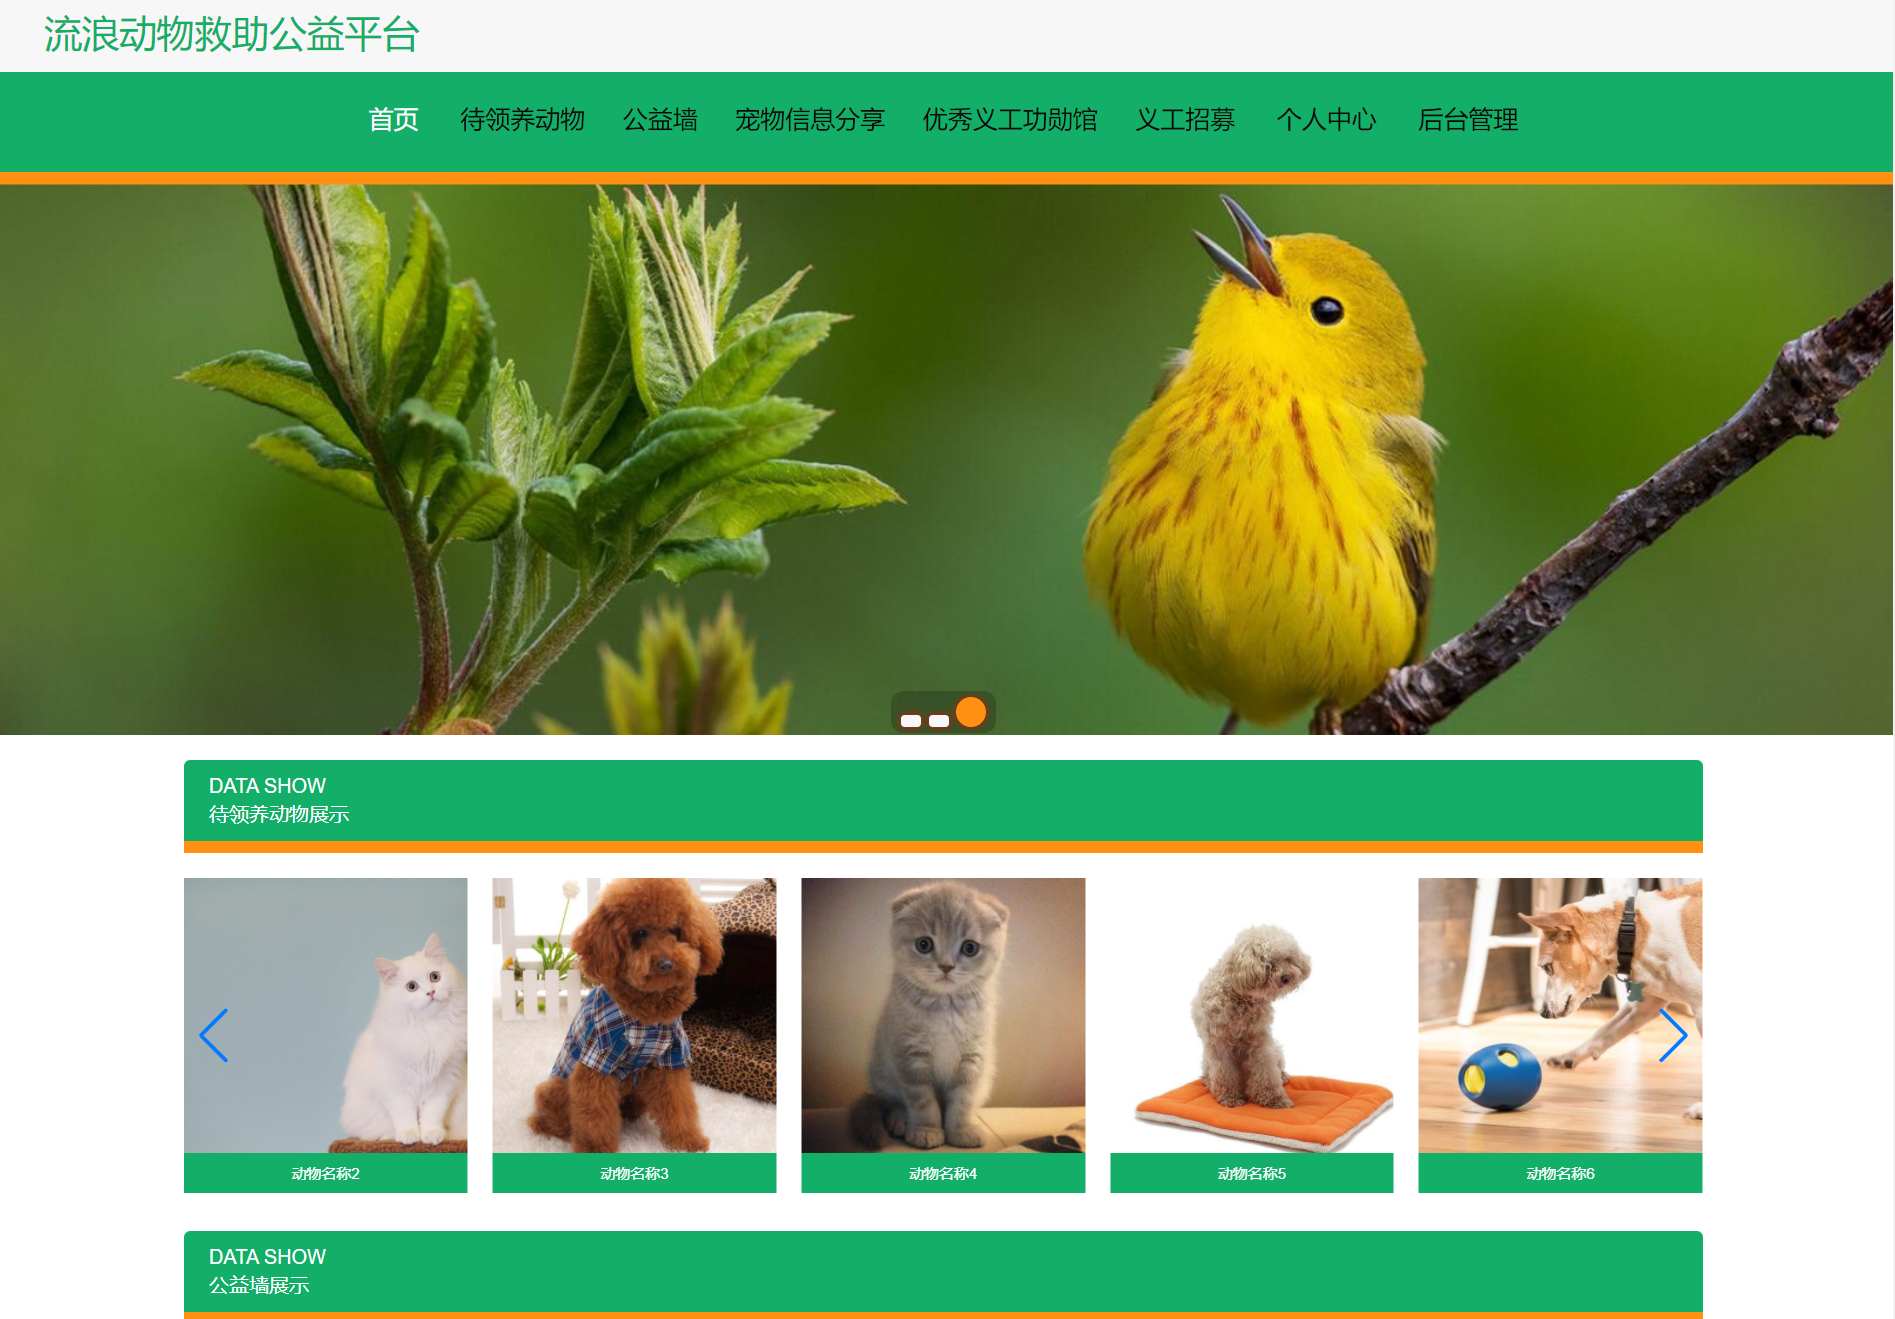 流浪动物救助公益平台
首页 待领养动物 公益墙 宠物信息分享 优秀义工功勋馆 义工招募 个人中心 后台管理
DATA SHOW
待领养动物展示
动物名称2 动物名称3 动物名称4 动物名称5 动物名称6
DATA SHOW
公益墙展示